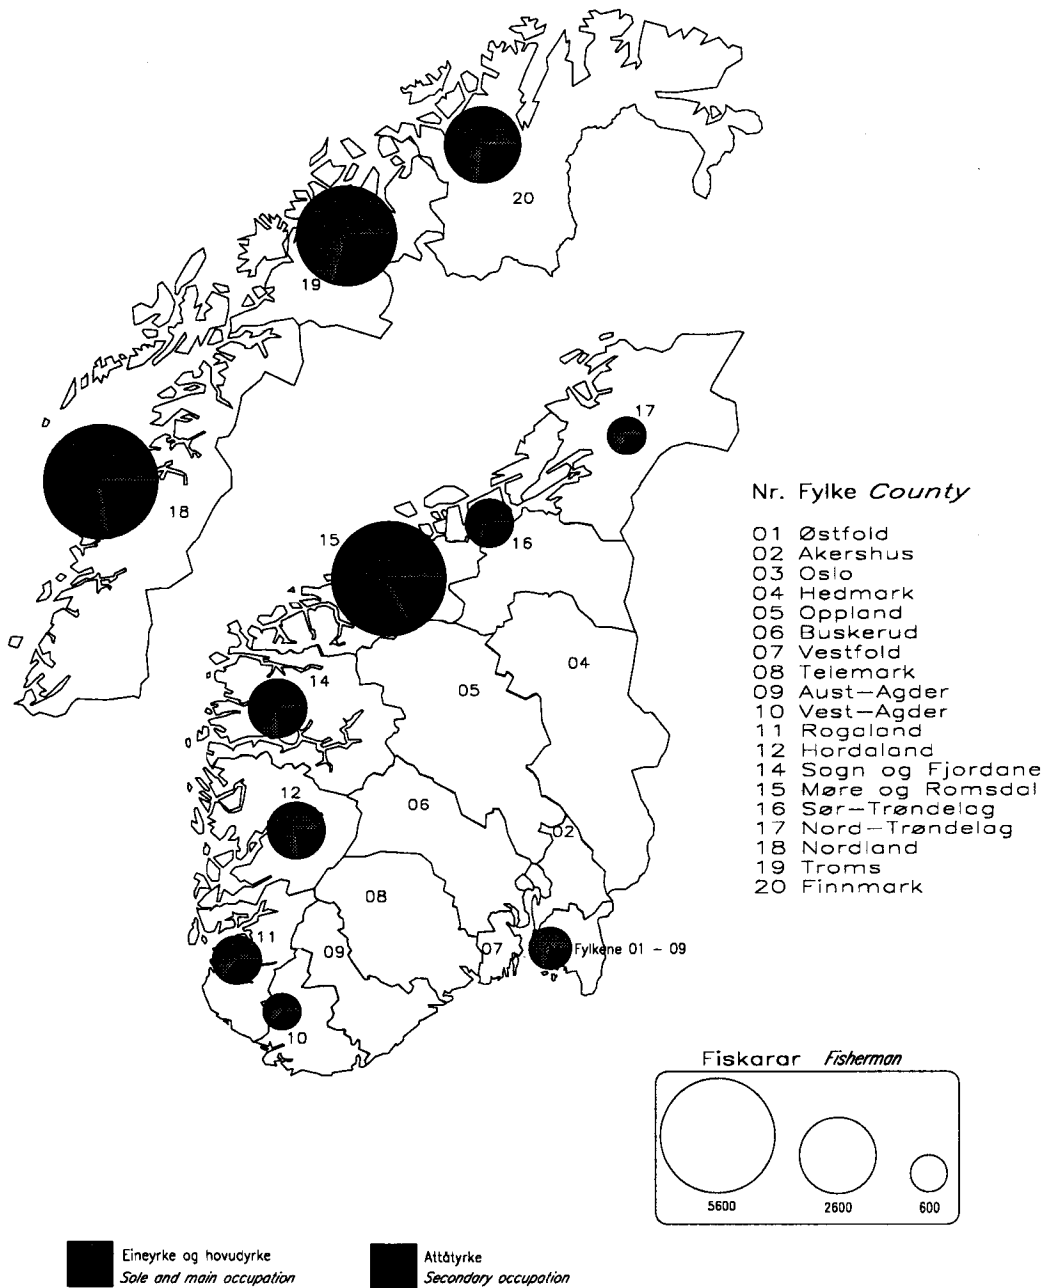 20
19
17
18
15
16
Nr. Fylke County
01 Østfold
02 Akershus
03 Oslo
04 Hedmark
05 Oppland
06 Buskerud
07 Vestfold
08 Telemark
09 Aust-Agder
10 Vest-Agder
11 Rogaland
12 Hordaland
14 Sogn og Fjordane
15 Møre og Romsdal
16 Sør-Trøndelag
17 Nord-Trøndelag
18 Nordland
19 Troms
20 Finnmark
04
14
05
12
06
02
08
11
09
07
Fylkene 01 - 09
10
Fiskarar Fisherman
5600 2600 600
Eineyrke og hovudyrke
Sole and main occupation
Attåtyrke
Secondary occupation